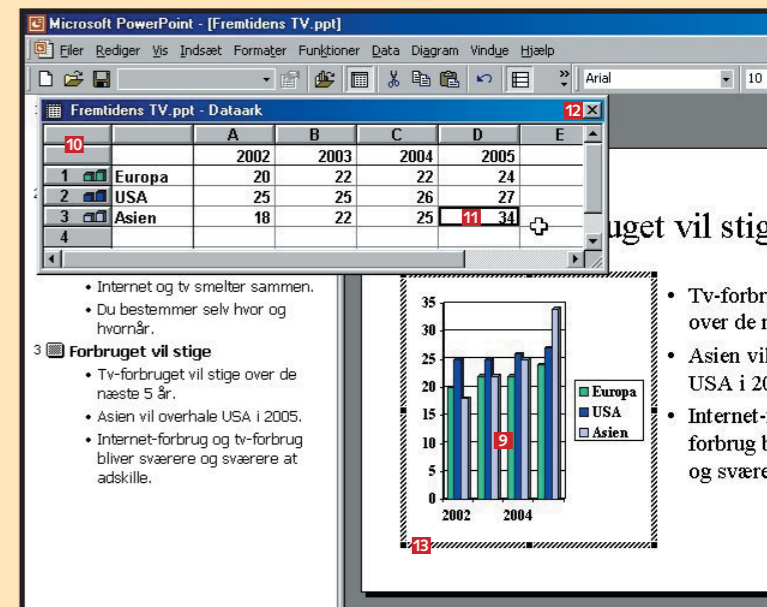 Microsoft PowerPoint - [Fremtidens TV.ppt]
Filer Rediger Vis Indsæt Formater Funktioner Data Diagram Vindue Hjælp
Arial 10
Fremtidens TV.ppt - Dataark 12
10
A B C D E
2002 2003 2004 2005
1 Europa 20 22 22 24
2 USA 25 25 26 27
3 Asien 18 22 25 11 34
4
• Internet og tv smelter sammen.
• Du bestemmer selv hvor og
hvornår.
3 Forbruget vil stige
• Tv-forbruget vil stige over de
næste 5 år.
• Asien vil overhale USA i 2005.
• Internet-forbrug og tv-forbrug
bliver sværere og sværere at
adskille.
uget vil stig
35
30
25
20
15
10
5
0
2002 2004
Europa
USA
Asien
9
13
• Tv-forbr
over de
• Asien vil
USA i 20
• Internet-
forbrug
og svære